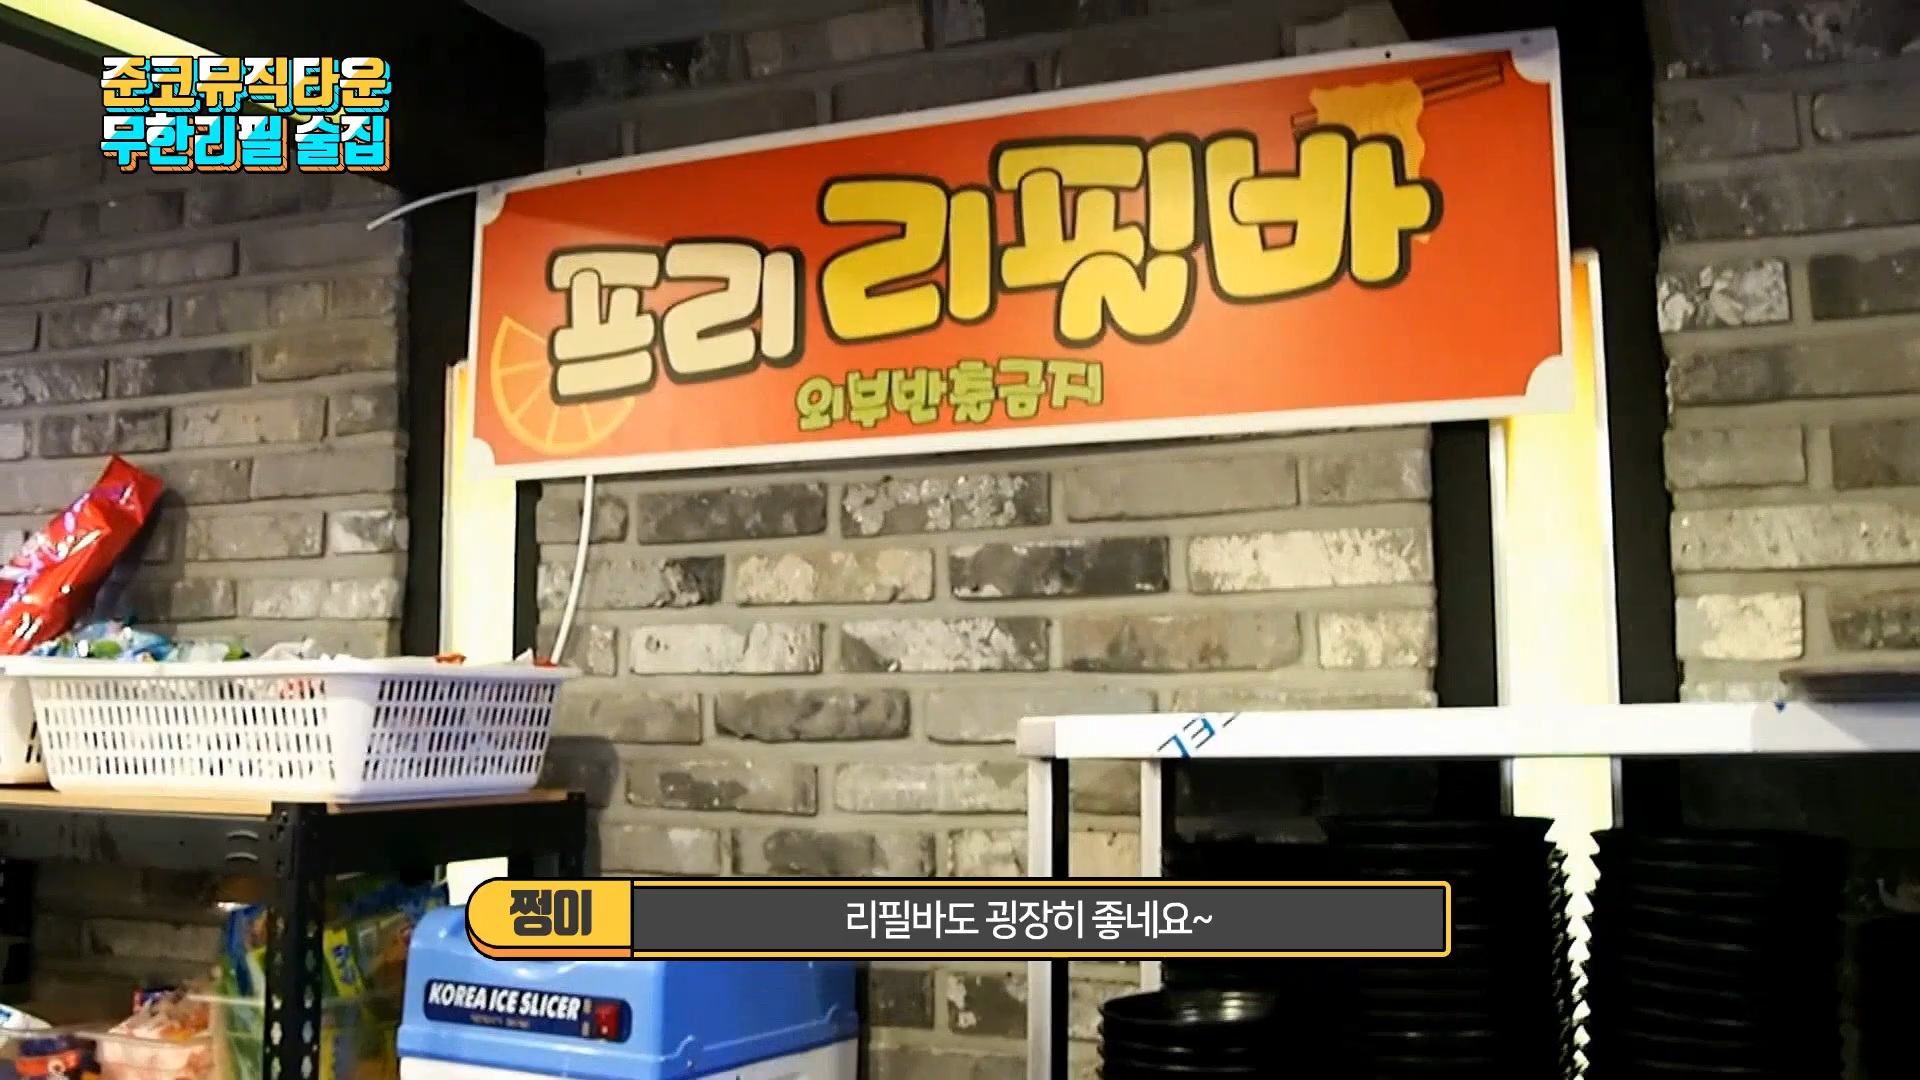 준코뮤직타운
무한리필 술집
프리 리필바
외부반출금지
KOREA ICE SLICER
쩡이
리필바도 굉장히 좋네요~